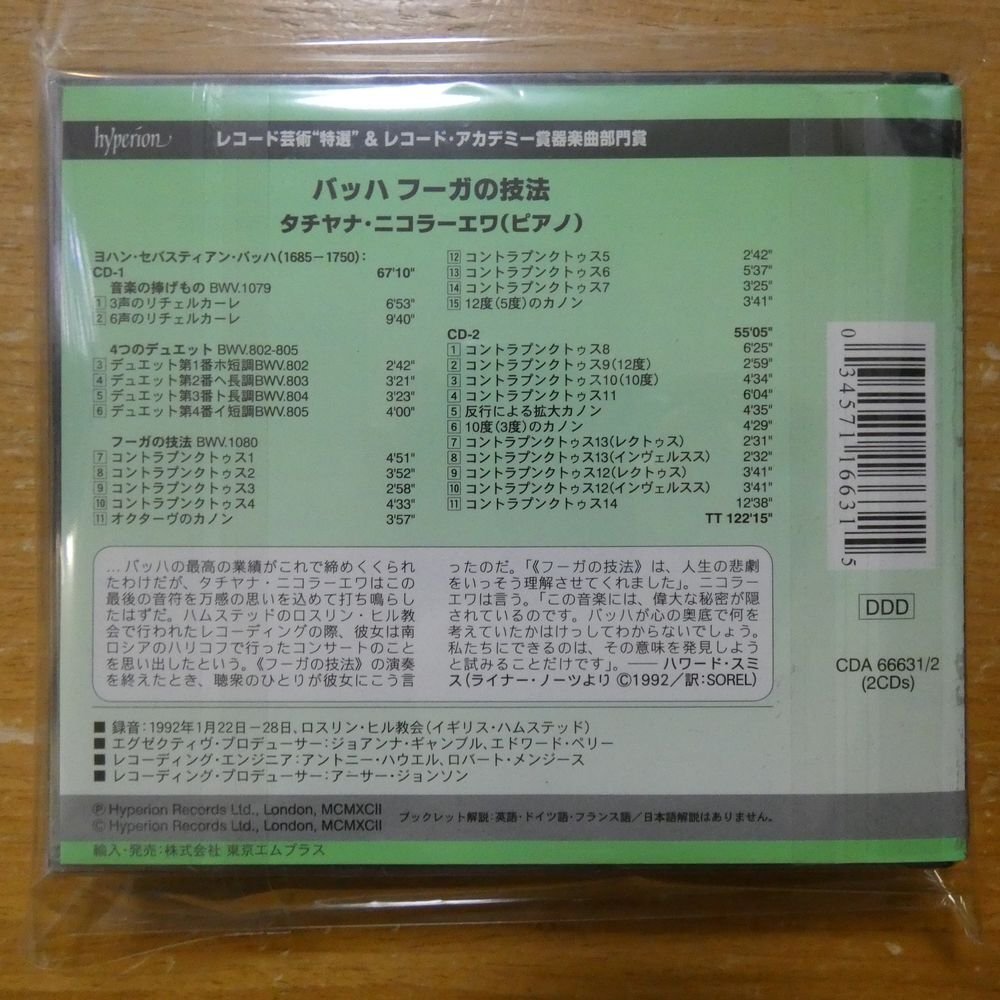 hyperion レコード芸術“特選” & レコード・アカデミー賞器楽曲部門賞
バッハ フーガの技法
タチヤナ・ニコラーエワ(ピアノ)
ヨハン・セバスティアン・バッハ(1685－1750):
CD-1 67'10"
音楽の捧げもの BWV.1079
1 3声のリチェルカーレ 6'53"
2 6声のリチェルカーレ 9'40"
4つのデュエット BWV.802-805
3 デュエット第1番ホ短調BWV.802 2'42"
4 デュエット第2番ヘ長調BWV.803 3'21"
5 デュエット第3番ト長調BWV.804 3'23"
6 デュエット第4番イ短調BWV.805 4'00"
フーガの技法 BWV.1080
7 コントラプンクトゥス1 4'51"
8 コントラプンクトゥス2 3'52"
9 コントラプンクトゥス3 2'58"
10 コントラプンクトゥス4 4'33"
11 オクターヴのカノン 3'57"
12 コントラプンクトゥス5 2'42"
13 コントラプンクトゥス6 5'37"
14 コントラプンクトゥス7 3'25"
15 12度(5度)のカノン 3'41"
CD-2 55'05"
1 コントラプンクトゥス8 6'25"
2 コントラプンクトゥス9(12度) 2'59"
3 コントラプンクトゥス10(10度) 4'34"
4 コントラプンクトゥス11 6'04"
5 反行による拡大カノン 4'35"
6 10度(3度)のカノン 4'29"
7 コントラプンクトゥス13(レクトゥス) 2'31"
8 コントラプンクトゥス13(インヴェルスス) 2'32"
9 コントラプンクトゥス12(レクトゥス) 3'41"
10 コントラプンクトゥス12(インヴェルスス) 3'41"
11 コントラプンクトゥス14 12'38"
TT 122'15"
…バッハの最高の業績がこれで締めくくられ
たわけだが、タチヤナ・ニコラーエワはこの
最後の音符を万感の思いを込めて打ち鳴らし
たはずだ。ハムステッドのロスリン・ヒル教
会で行われたレコーディングの際、彼女は南
ロシアのハリコフで行ったコンサートのこと
を思い出したという。《フーガの技法》の演奏
を終えたとき、聴衆のひとりが彼女にこう言
ったのだ。「《フーガの技法》は、人生の悲劇
をいっそう理解させてくれました」。ニコラー
エワは言う。「この音楽には、偉大な秘密が隠
されているのです。バッハが心の奥底で何を
考えていたかはけっしてわからないでしょう。
私たちにできるのは、その意味を発見しよう
と試みることだけです」。── ハワード・スミ
ス(ライナー・ノーツより ©1992／訳:SOREL)
0 34571 16631 5
DDD
CDA 66631/2
(2CDs)
■ 録音:1992年1月22日－28日、ロスリン・ヒル教会(イギリス・ハムステッド)
■ エグゼクティヴ・プロデューサー:ジョアンナ・ギャンブル、エドワード・ペリー
■ レコーディング・エンジニア:アントニー・ハウエル、ロバート・メンジース
■ レコーディング・プロデューサー:アーサー・ジョンソン
℗ Hyperion Records Ltd., London, MCMXCII
© Hyperion Records Ltd., London, MCMXCII
ブックレット解説:英語・ドイツ語・フランス語／日本語解説はありません。
輸入・発売:株式会社 東京エムプラス